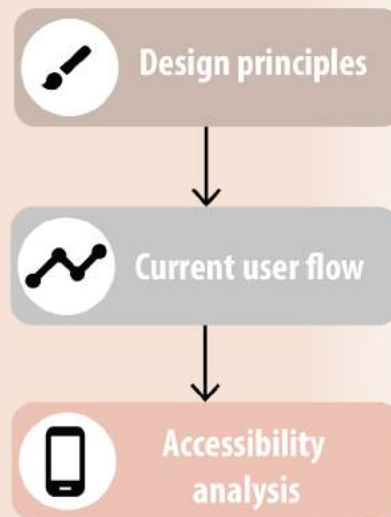 Design principles
Current user flow
Accessibility
analysis